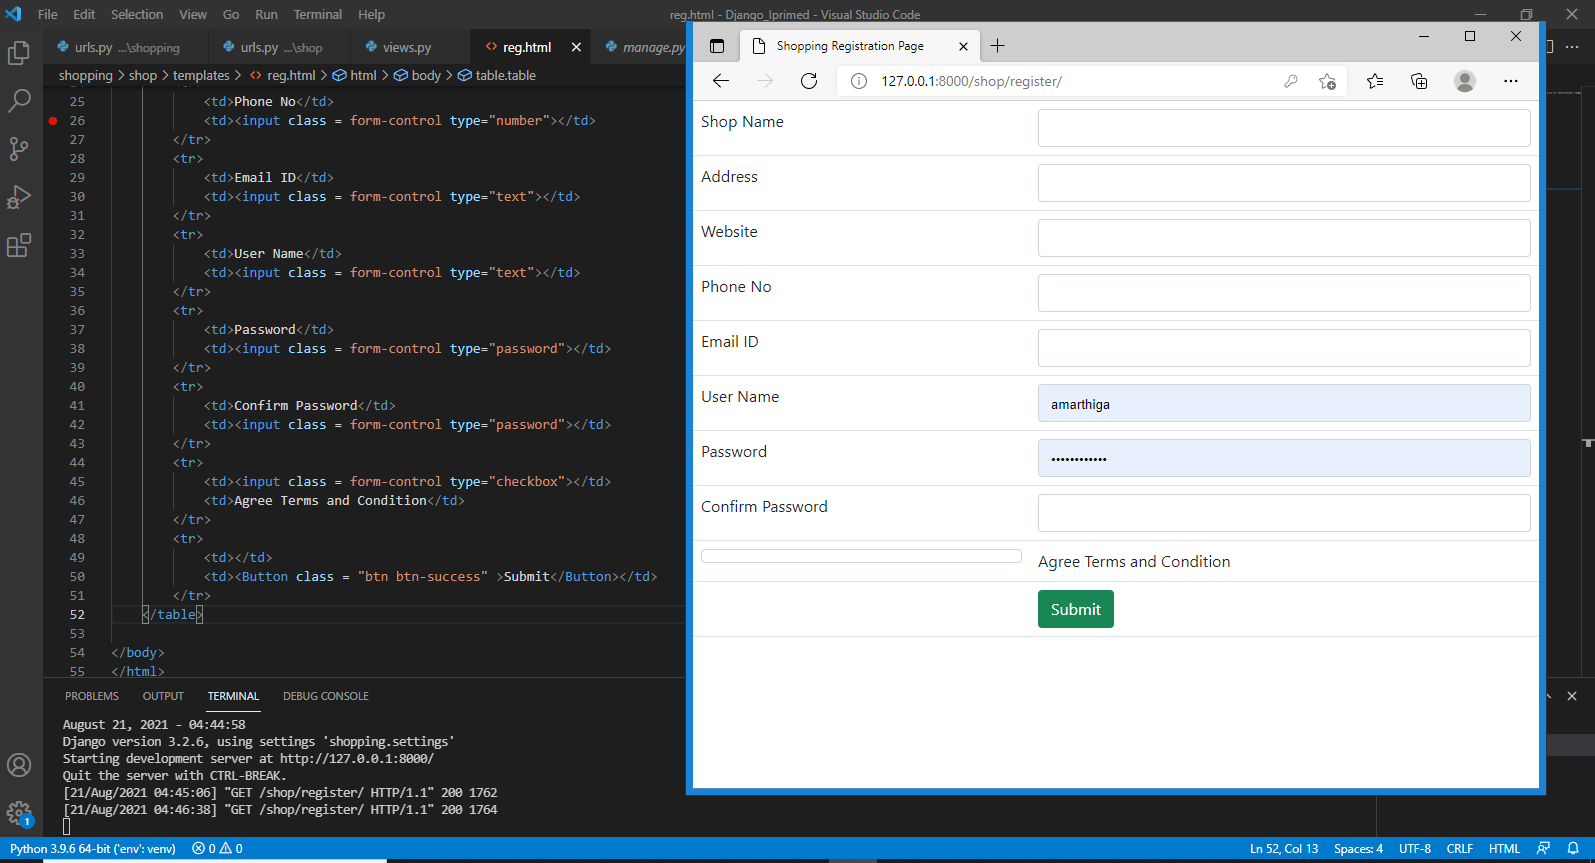 File Edit Selection View Go Run Terminal Help reg.html - Django_Iprimed - Visual Studio Code
urls.py ...\shopping urls.py ...\shop views.py reg.html manage.py
shopping > shop > templates > reg.html > html > body > table.table
25 <td>Phone No</td>
26 <td><input class = form-control type="number"></td>
27 </tr>
28 <tr>
29 <td>Email ID</td>
30 <td><input class = form-control type="text"></td>
31 </tr>
32 <tr>
33 <td>User Name</td>
34 <td><input class = form-control type="text"></td>
35 </tr>
36 <tr>
37 <td>Password</td>
38 <td><input class = form-control type="password"></td>
39 </tr>
40 <tr>
41 <td>Confirm Password</td>
42 <td><input class = form-control type="password"></td>
43 </tr>
44 <tr>
45 <td><input class = form-control type="checkbox"></td>
46 <td>Agree Terms and Condition</td>
47 </tr>
48 <tr>
49 <td></td>
50 <td><Button class = "btn btn-success" >Submit</Button></td>
51 </tr>
52 </table>
53
54 </body>
55 </html>
PROBLEMS OUTPUT TERMINAL DEBUG CONSOLE
August 21, 2021 - 04:44:58
Django version 3.2.6, using settings 'shopping.settings'
Starting development server at http://127.0.0.1:8000/
Quit the server with CTRL-BREAK.
[21/Aug/2021 04:45:06] "GET /shop/register/ HTTP/1.1" 200 1762
[21/Aug/2021 04:46:38] "GET /shop/register/ HTTP/1.1" 200 1764
1
Python 3.9.6 64-bit ('env': venv) 0 0 Ln 52, Col 13 Spaces: 4 UTF-8 CRLF HTML
Shopping Registration Page
127.0.0.1:8000/shop/register/
Shop Name
Address
Website
Phone No
Email ID
User Name amarthiga
Password ••••••••••••
Confirm Password
Agree Terms and Condition
Submit